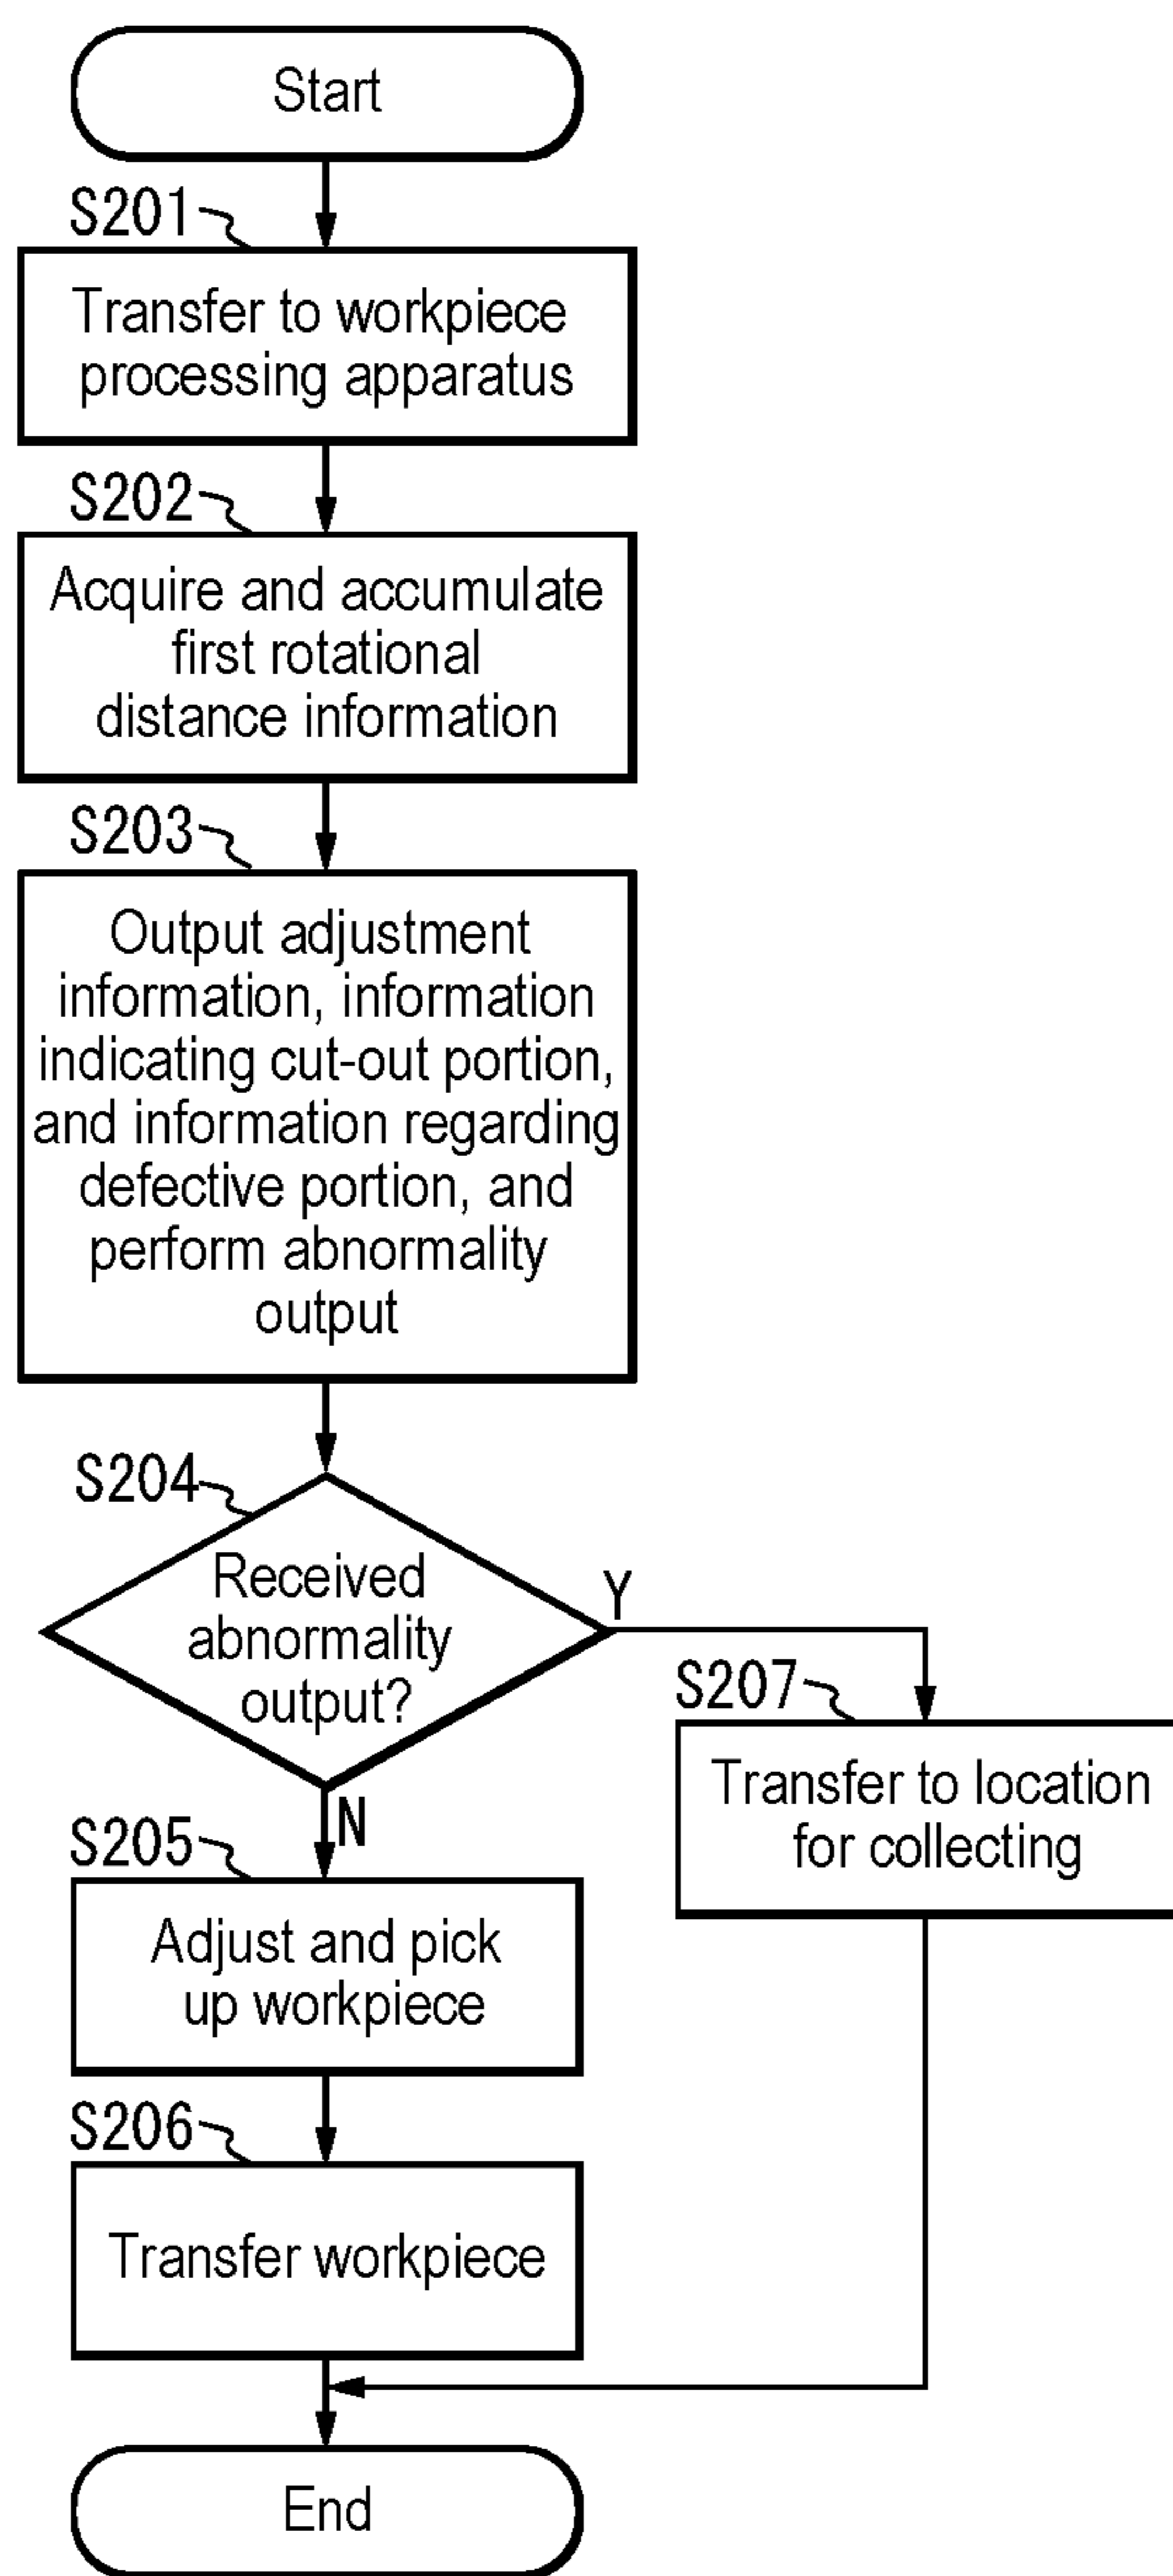 Start
S201
Transfer to workpiece
processing apparatus
S202
Acquire and accumulate
first rotational
distance information
S203
Output adjustment
information, information
indicating cut-out portion,
and information regarding
defective portion, and
perform abnormality
output
S204
Received
abnormality
output?
Y
N
S207
Transfer to location
for collecting
S205
Adjust and pick
up workpiece
S206
Transfer workpiece
End